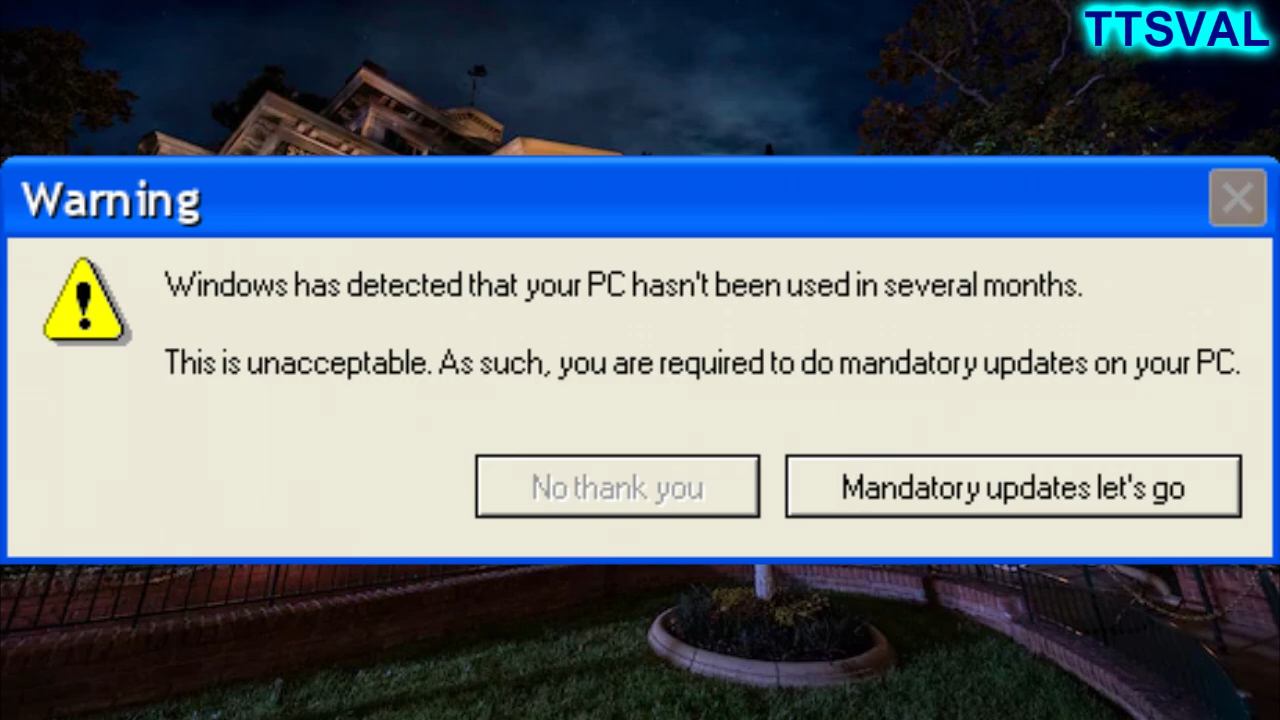 TTSVAL
Warning
Windows has detected that your PC hasn't been used in several months.
This is unacceptable. As such, you are required to do mandatory updates on your PC.
No thank you
Mandatory updates let's go